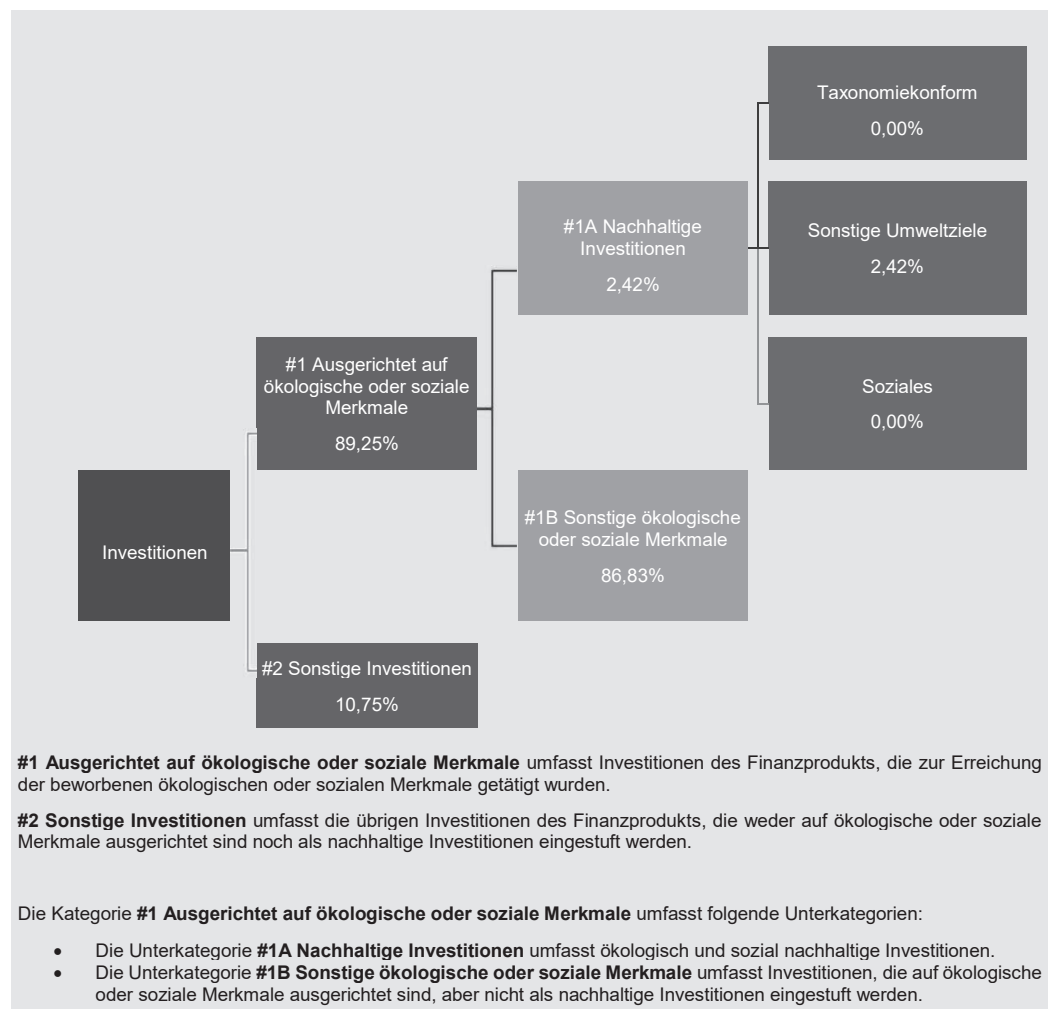 Taxonomiekonform
0,00%
#1A Nachhaltige
Investitionen
2,42%
Sonstige Umweltziele
2,42%
#1 Ausgerichtet auf
ökologische oder soziale
Merkmale
89,25%
Soziales
0,00%
Investitionen
#1B Sonstige ökologische
oder soziale Merkmale
86,83%
#2 Sonstige Investitionen
10,75%
#1 Ausgerichtet auf ökologische oder soziale Merkmale umfasst Investitionen des Finanzprodukts, die zur Erreichung
der beworbenen ökologischen oder sozialen Merkmale getätigt wurden.
#2 Sonstige Investitionen umfasst die übrigen Investitionen des Finanzprodukts, die weder auf ökologische oder soziale
Merkmale ausgerichtet sind noch als nachhaltige Investitionen eingestuft werden.
Die Kategorie #1 Ausgerichtet auf ökologische oder soziale Merkmale umfasst folgende Unterkategorien:
• Die Unterkategorie #1A Nachhaltige Investitionen umfasst ökologisch und sozial nachhaltige Investitionen.
• Die Unterkategorie #1B Sonstige ökologische oder soziale Merkmale umfasst Investitionen, die auf ökologische
oder soziale Merkmale ausgerichtet sind, aber nicht als nachhaltige Investitionen eingestuft werden.